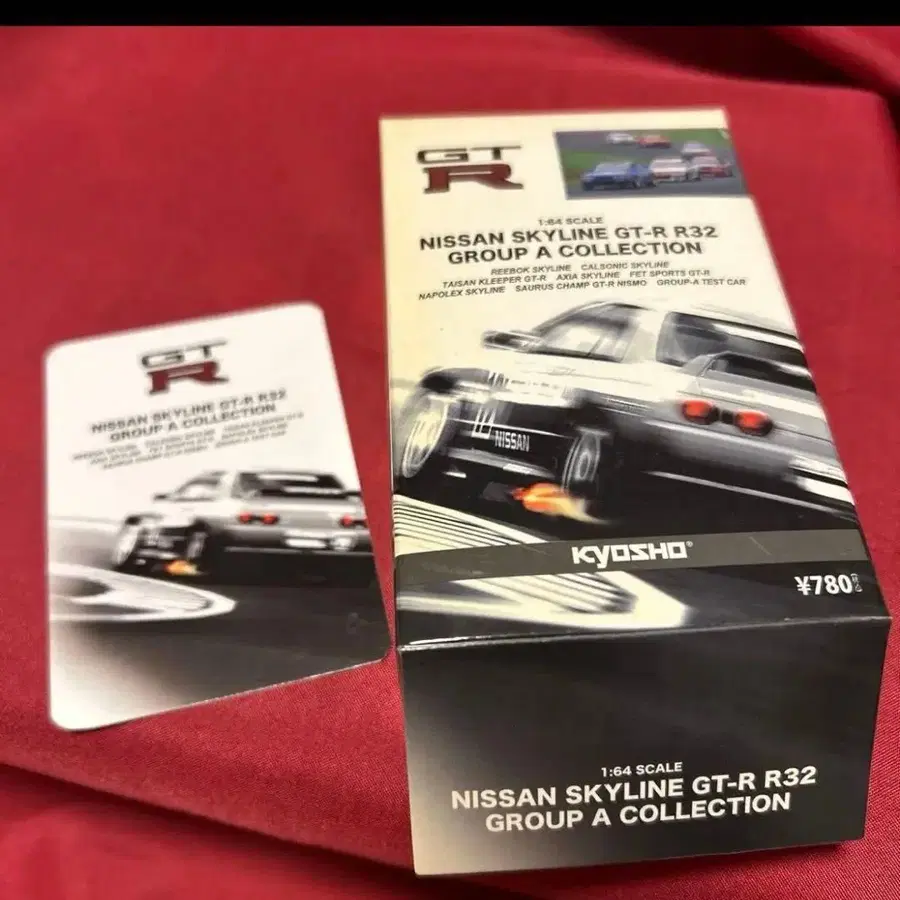 GT
R
1:64 SCALE
NISSAN SKYLINE GT-R R32
GROUP A COLLECTION
REEBOK SKYLINE CALSONIC SKYLINE
TAISAN KLEEPER GT-R AXIA SKYLINE FET SPORTS GT-R
NAPOLEX SKYLINE SAURUS CHAMP GT-R NISMO GROUP-A TEST CAR
NISSAN
KYOSHO
¥780
1:64 SCALE
NISSAN SKYLINE GT-R R32
GROUP A COLLECTION
GT
R
NISSAN SKYLINE GT-R R32
GROUP A COLLECTION